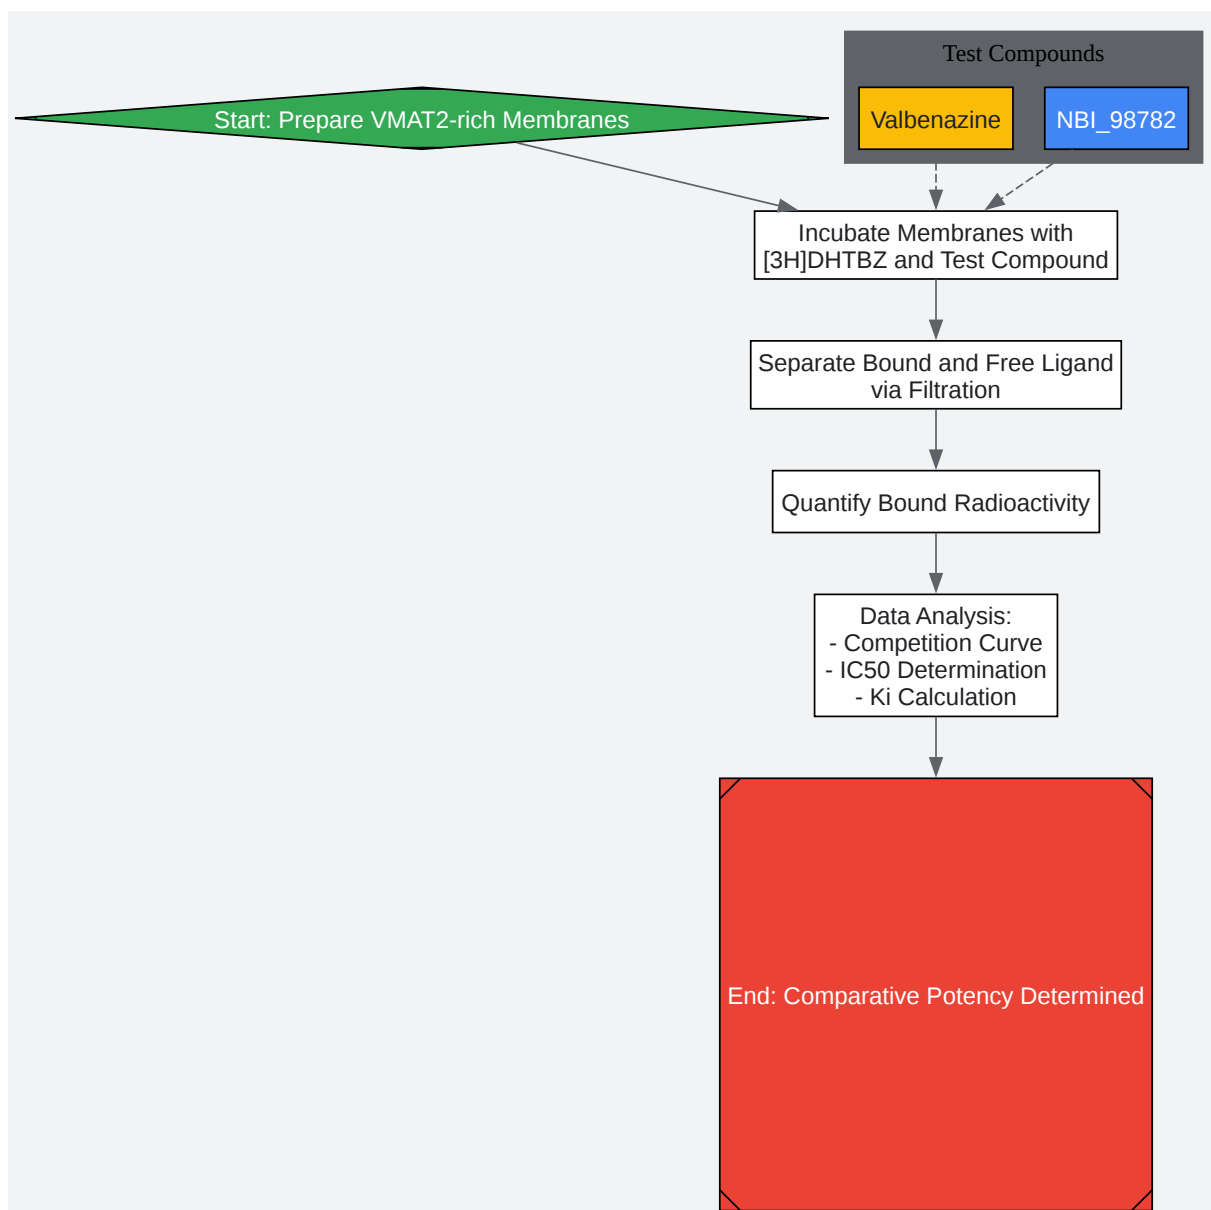 Test Compounds
Start: Prepare VMAT2-rich Membranes
Valbenazine
NBI_98782
Incubate Membranes with
[3H]DHTBZ and Test Compound
Separate Bound and Free Ligand
via Filtration
Quantify Bound Radioactivity
Data Analysis:
- Competition Curve
- IC50 Determination
- Ki Calculation
End: Comparative Potency Determined